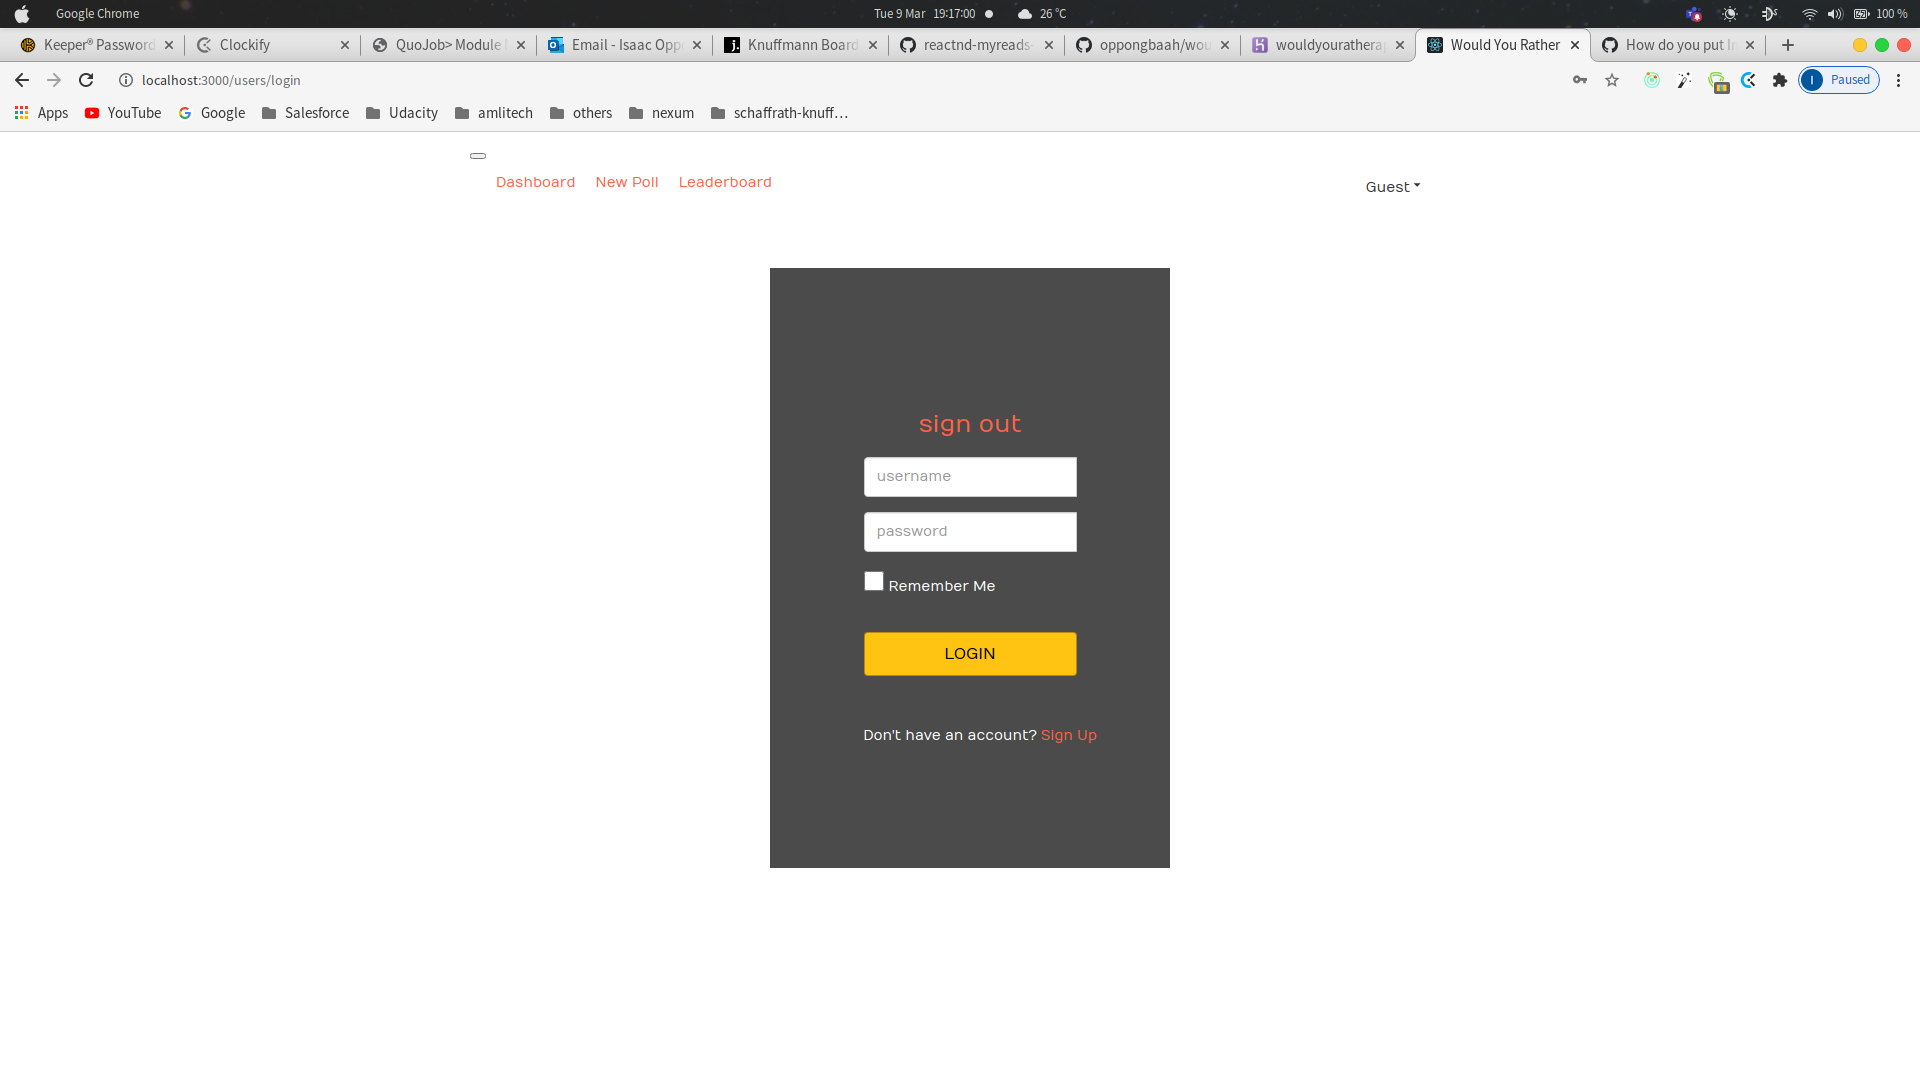 Google Chrome Tue 9 Mar 19:17:00 26 °C 100 %
Keeper® Password Clockify QuoJob> Module Email - Isaac Opp Knuffmann Board reactnd-myreads- oppongbaah/wou wouldyouratherap Would You Rather How do you put I
localhost:3000/users/login I Paused
Apps YouTube Google Salesforce Udacity amlitech others nexum schaffrath-knuff…
Dashboard New Poll Leaderboard Guest
sign out
username
password
Remember Me
LOGIN
Don't have an account? Sign Up